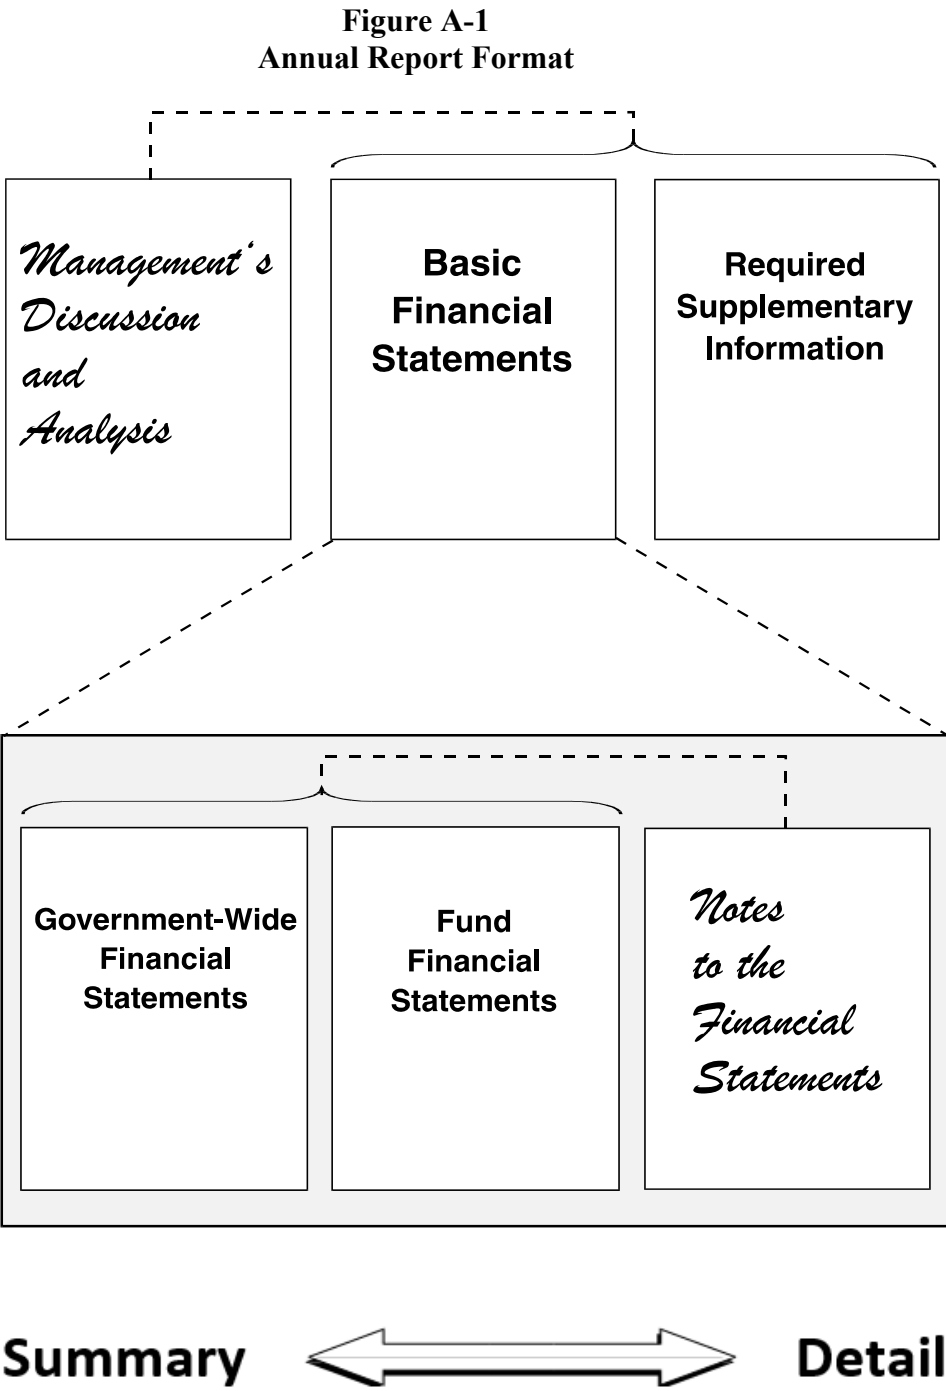 Figure A-1
Annual Report Format
Management's
Discussion
and
Analysis
Basic
Financial
Statements
Required
Supplementary
Information
Government-Wide
Financial
Statements
Fund
Financial
Statements
Notes
to the
Financial
Statements
Summary
Detail